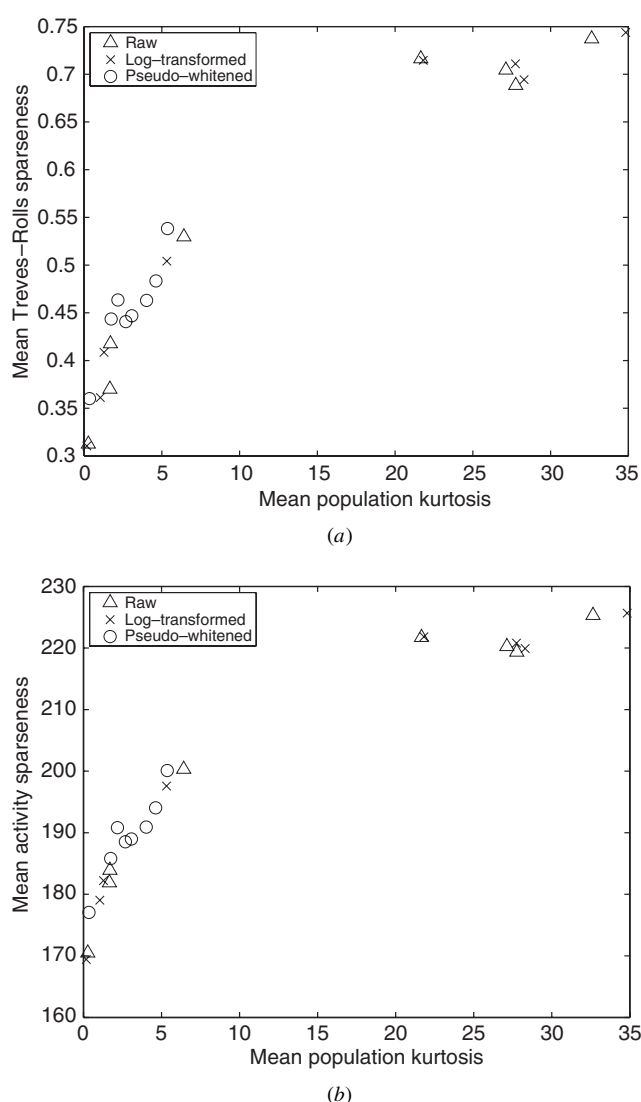 Raw
Log–transformed
Pseudo–whitened
0.75
0.7
0.65
0.6
0.55
0.5
0.45
0.4
0.35
0.3
Mean Treves–Rolls sparseness
0 5 10 15 20 25 30 35
Mean population kurtosis
(a)
Raw
Log–transformed
Pseudo–whitened
230
220
210
200
190
180
170
160
Mean activity sparseness
0 5 10 15 20 25 30 35
Mean population kurtosis
(b)